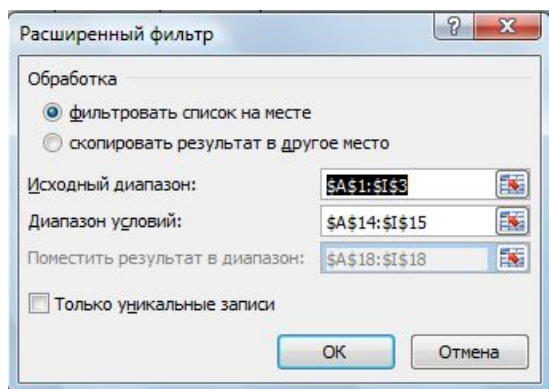 Расширенный фильтр
Обработка
фильтровать список на месте
скопировать результат в другое место
Исходный диапазон: $A$1:$I$3
Диапазон условий: $A$14:$I$15
Поместить результат в диапазон: $A$18:$I$18
Только уникальные записи
ОК Отмена